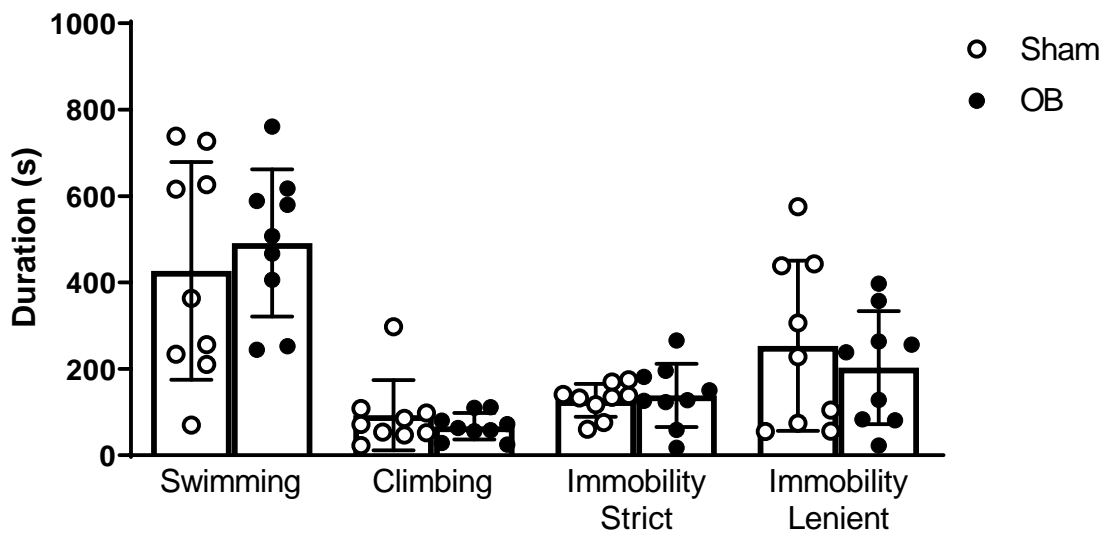 1000
800
600
400
200
0
Duration (s)
Sham
OB
Swimming
Climbing
Immobility
Strict
Immobility
Lenient